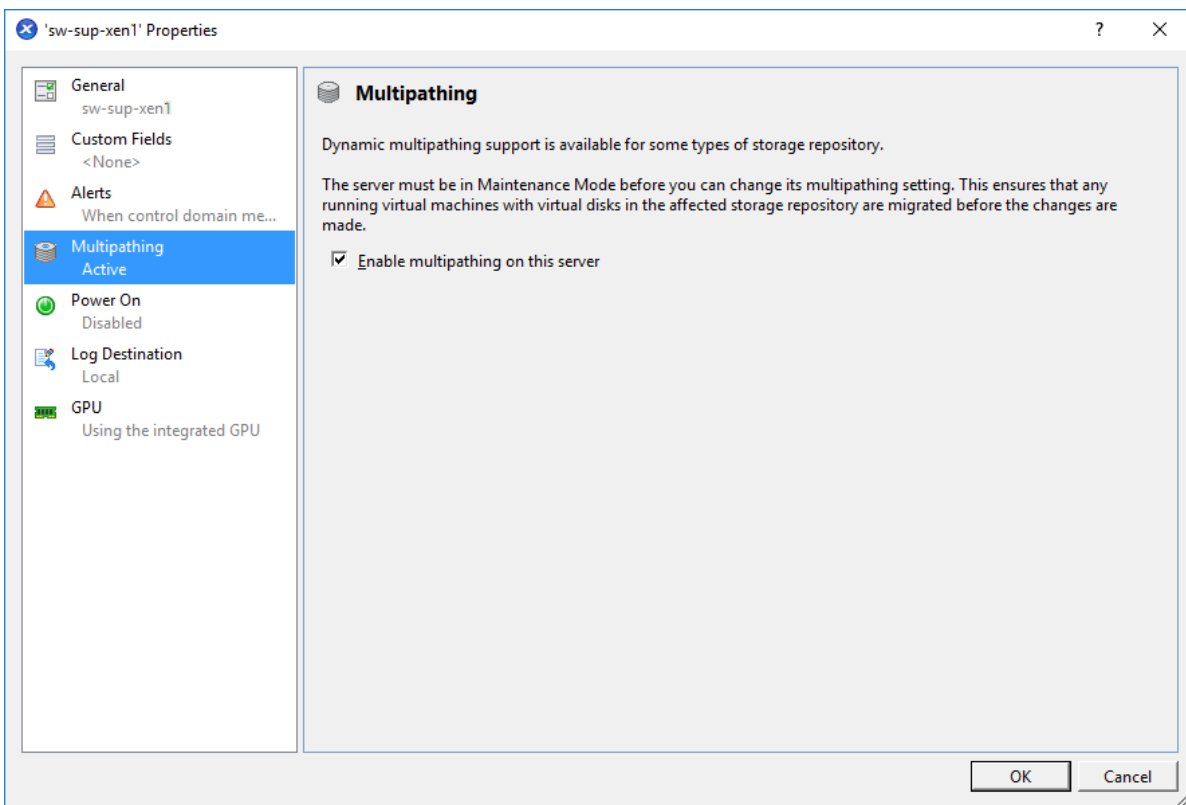 'sw-sup-xen1' Properties
?
General
sw-sup-xen1
Custom Fields
<None>
Alerts
When control domain me...
Multipathing
Active
Power On
Disabled
Log Destination
Local
GPU
Using the integrated GPU
Multipathing
Dynamic multipathing support is available for some types of storage repository.
The server must be in Maintenance Mode before you can change its multipathing setting. This ensures that any
running virtual machines with virtual disks in the affected storage repository are migrated before the changes are
made.
Enable multipathing on this server
OK
Cancel